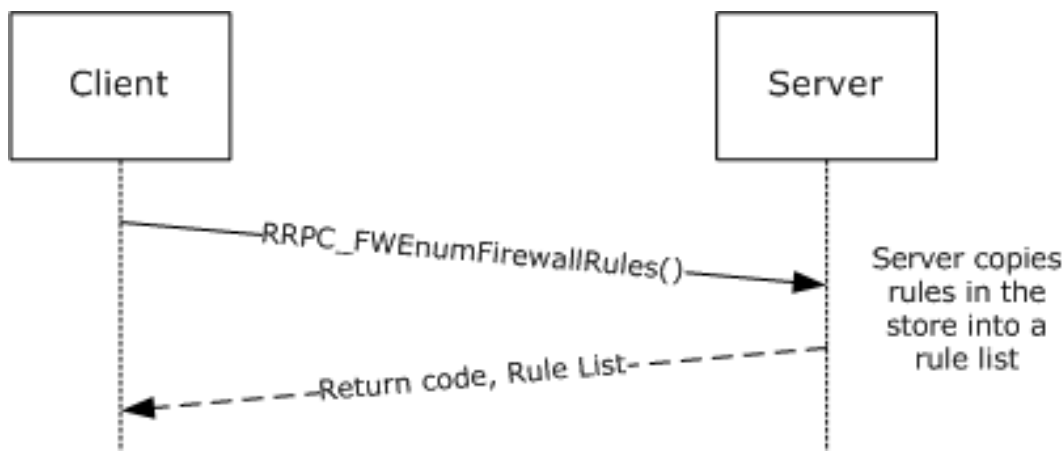 Client
Server
RRPC_FWEnumFirewallRules()
Server copies
rules in the
store into a
rule list
Return code, Rule List